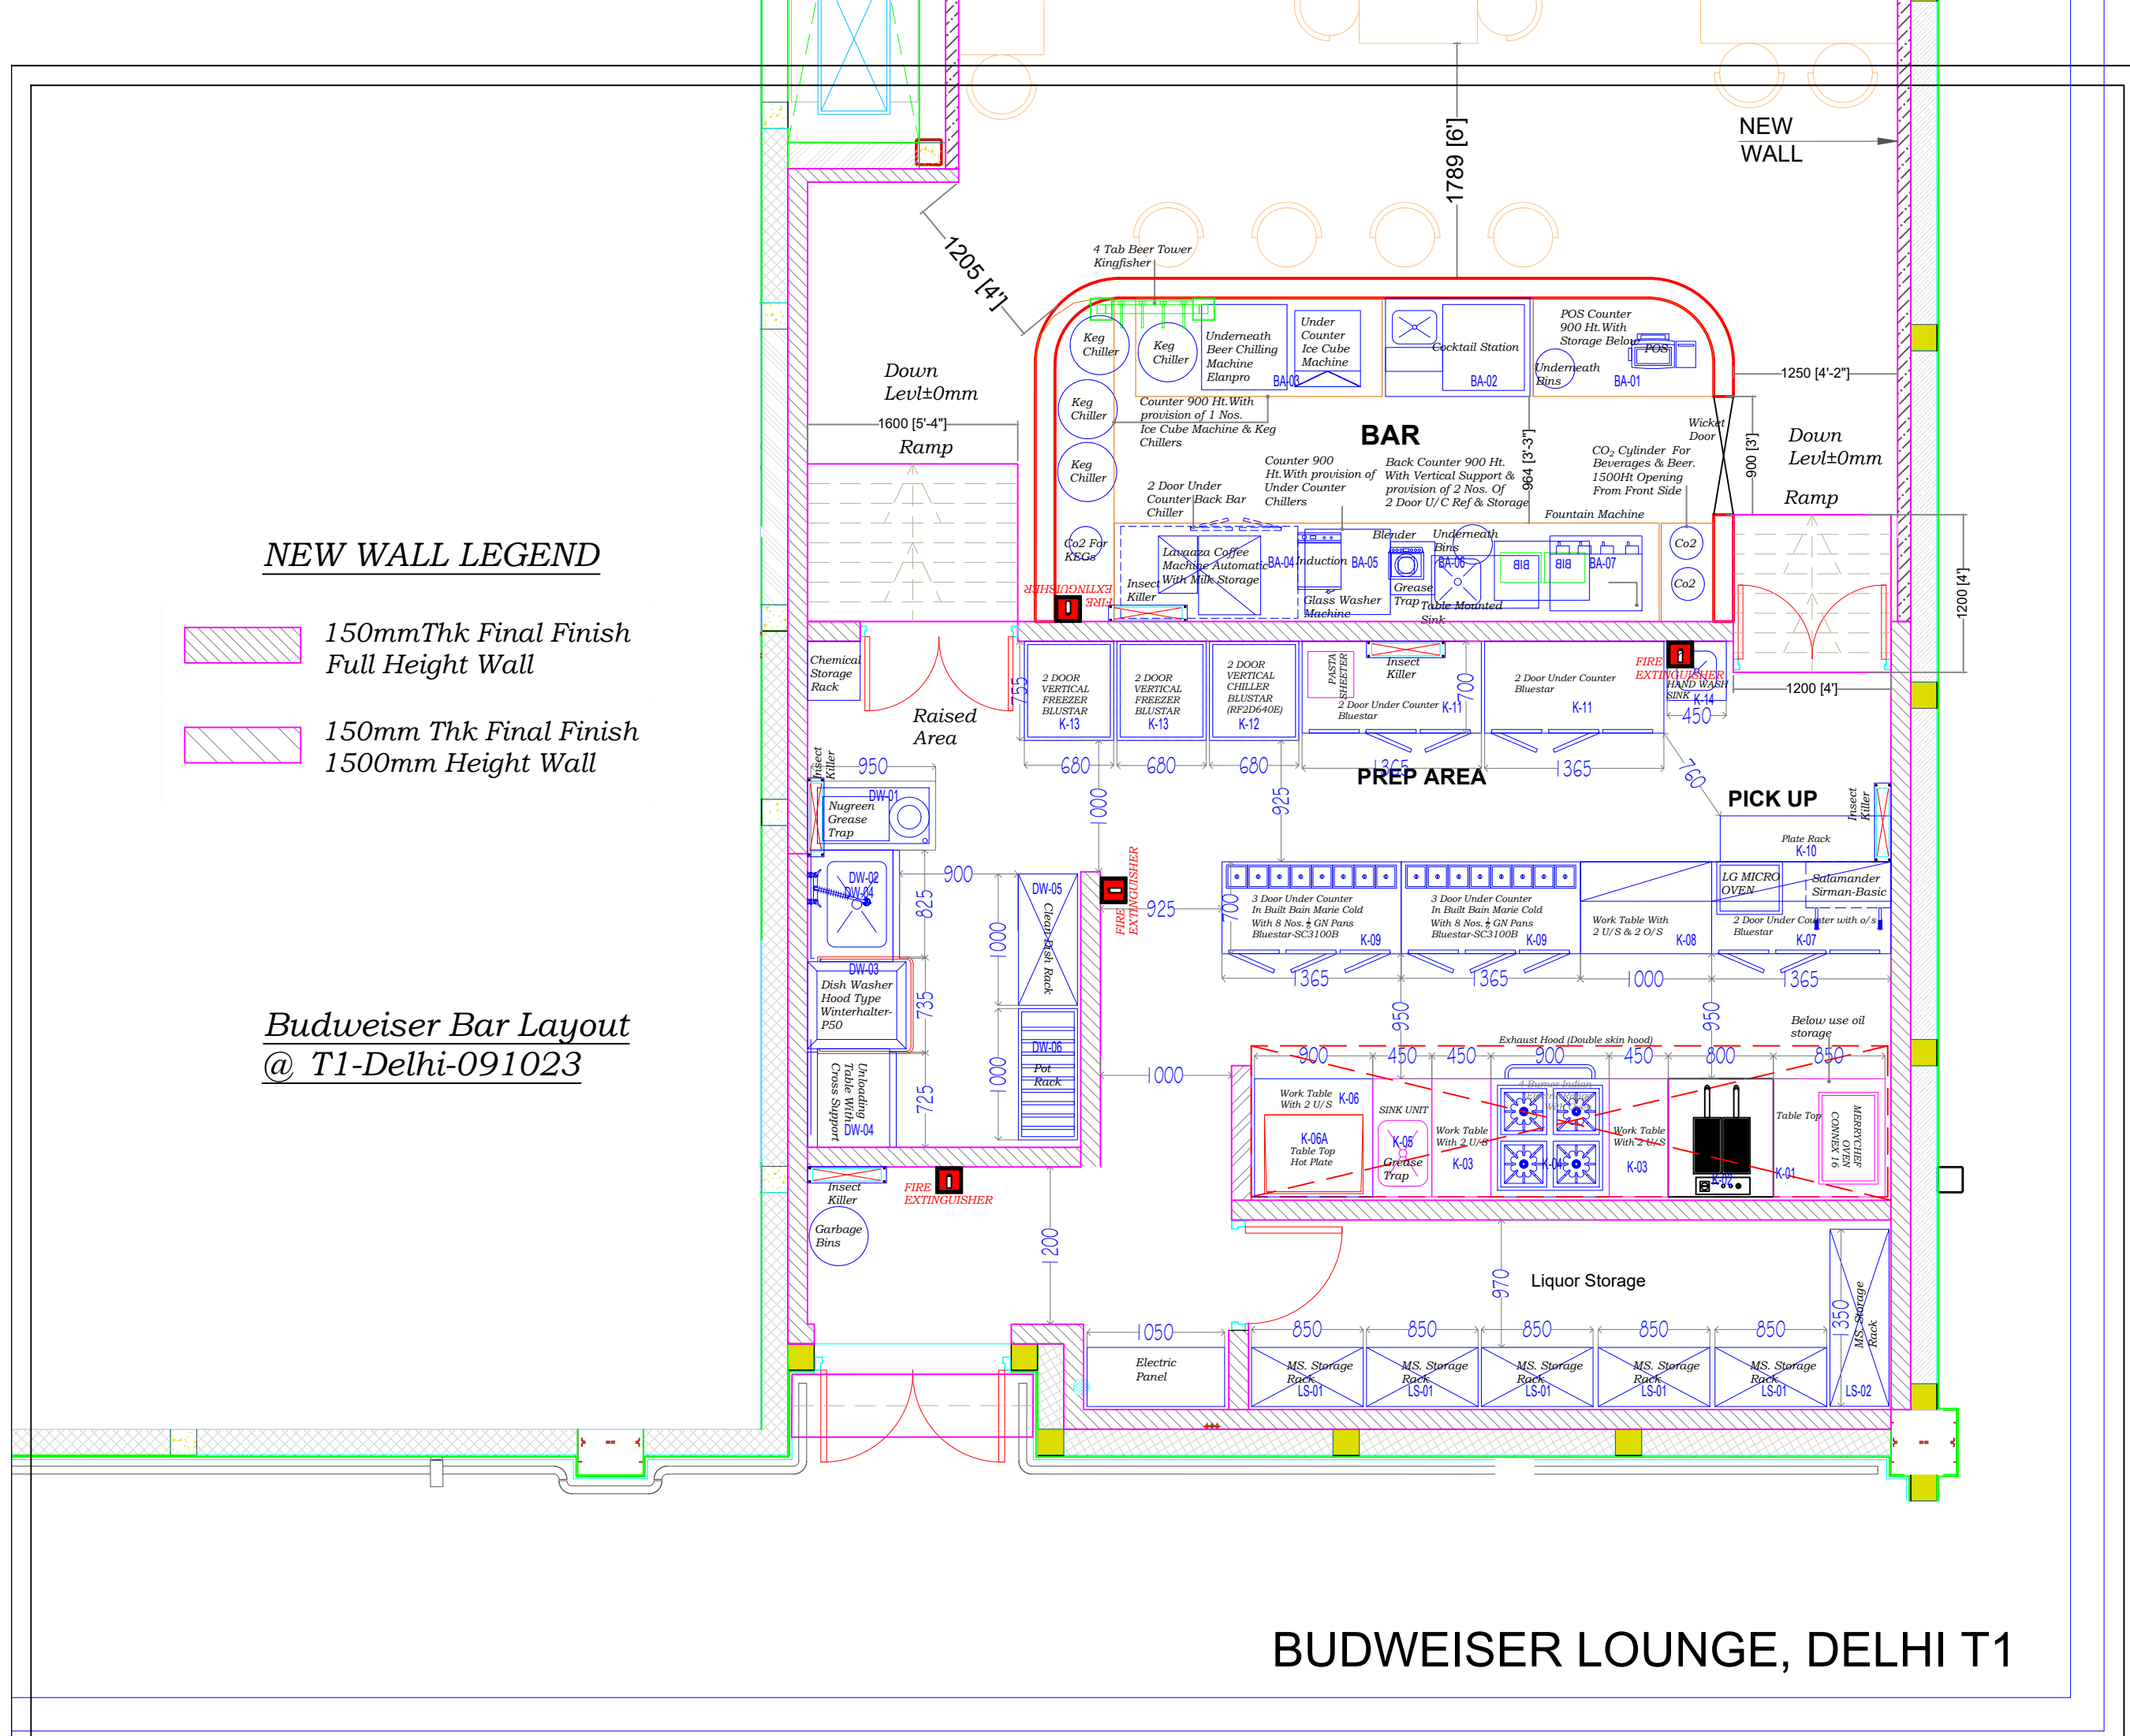 NEW
WALL
1789 [6']
1205 [4']
4 Tab Beer Tower
Kingfisher
Keg
Chiller
Keg
Chiller
Underneath
Beer Chilling
Machine
Elanpro
Under
Counter
Ice Cube
Machine
BA-03
Cocktail Station
BA-02
POS Counter
900 Ht.With
Storage Below
POS
Underneath
Bins
BA-01
1250 [4'-2"]
Down
Levl±0mm
1600 [5'-4"]
Ramp
Keg
Chiller
Keg
Chiller
Counter 900 Ht.With
provision of 1 Nos.
Ice Cube Machine & Keg
Chillers
BAR
964 [3'-3"]
Wicket
Door
900 [3']
Down
Levl±0mm
Ramp
Counter 900
Ht.With provision of
Under Counter
Chillers
Back Counter 900 Ht.
With Vertical Support &
provision of 2 Nos. Of
2 Door U/C Ref & Storage
CO₂ Cylinder For
Beverages & Beer.
1500Ht Opening
From Front Side
2 Door Under
Counter Back Bar
Chiller
Fountain Machine
Co2 For
KEGs
Lavaaza Coffee
Machine Automatic
With Milk Storage
BA-04
Induction
BA-05
Blender
Underneath
Bins
BA-06
BIB
BIB
BA-07
Co2
Co2
FIRE
EXTINGUISHER
Insect
Killer
Glass Washer
Machine
Grease
Trap
Table Mounted
Sink
1200 [4']
1200 [4']
NEW WALL LEGEND
150mmThk Final Finish
Full Height Wall
150mm Thk Final Finish
1500mm Height Wall
Budweiser Bar Layout
@ T1-Delhi-091023
Chemical
Storage
Rack
Raised
Area
755
2 DOOR
VERTICAL
FREEZER
BLUSTAR
K-13
2 DOOR
VERTICAL
FREEZER
BLUSTAR
K-13
2 DOOR
VERTICAL
CHILLER
BLUSTAR
(RF2D640E)
K-12
PASTA
SHEETER
Insect
Killer
2 Door Under Counter
Bluestar
K-11
700
2 Door Under Counter
Bluestar
K-11
FIRE
EXTINGUISHER
HAND WASH
SINK
K-14
450
680
680
680
1365
1365
760
PREP AREA
PICK UP
1000
925
Insect
Killer
950
DW-01
Nugreen
Grease
Trap
Insect
Killer
Plate Rack
K-10
DW-02
DW-04
825
900
DW-05
Clean Dish Rack
1000
FIRE
EXTINGUISHER
925
700
3 Door Under Counter
In Built Bain Marie Cold
With 8 Nos. ⅙ GN Pans
Bluestar-SC3100B
K-09
3 Door Under Counter
In Built Bain Marie Cold
With 8 Nos. ⅙ GN Pans
Bluestar-SC3100B
K-09
Work Table With
2 U/S & 2 O/S
K-08
LG MICRO
OVEN
Salamander
Sirman-Basic
2 Door Under Counter with o/s
Bluestar
K-07
1365
1365
1000
1365
DW-03
Dish Washer
Hood Type
Winterhalter-
P50
735
DW-06
Pot
Rack
1000
Unloading
Table With
Cross Support
DW-04
725
1000
950
950
Below use oil
storage
Exhaust Hood (Double skin hood)
900
450
450
900
450
800
850
Work Table
With 2 U/S
K-06
K-06A
Table Top
Hot Plate
SINK UNIT
K-05
Grease
Trap
Work Table
With 2 U/S
K-03
4 Burner Indian
K-04
Work Table
With 2 U/S
K-03
K-02
Table Top
K-01
MERRYCHEF
OVEN
CONNEX 16
Insect
Killer
FIRE
EXTINGUISHER
Garbage
Bins
1200
970
Liquor Storage
1350
MS. Storage
Rack
LS-02
1050
Electric
Panel
850
850
850
850
850
MS. Storage
Rack
LS-01
MS. Storage
Rack
LS-01
MS. Storage
Rack
LS-01
MS. Storage
Rack
LS-01
MS. Storage
Rack
LS-01
BUDWEISER LOUNGE, DELHI T1